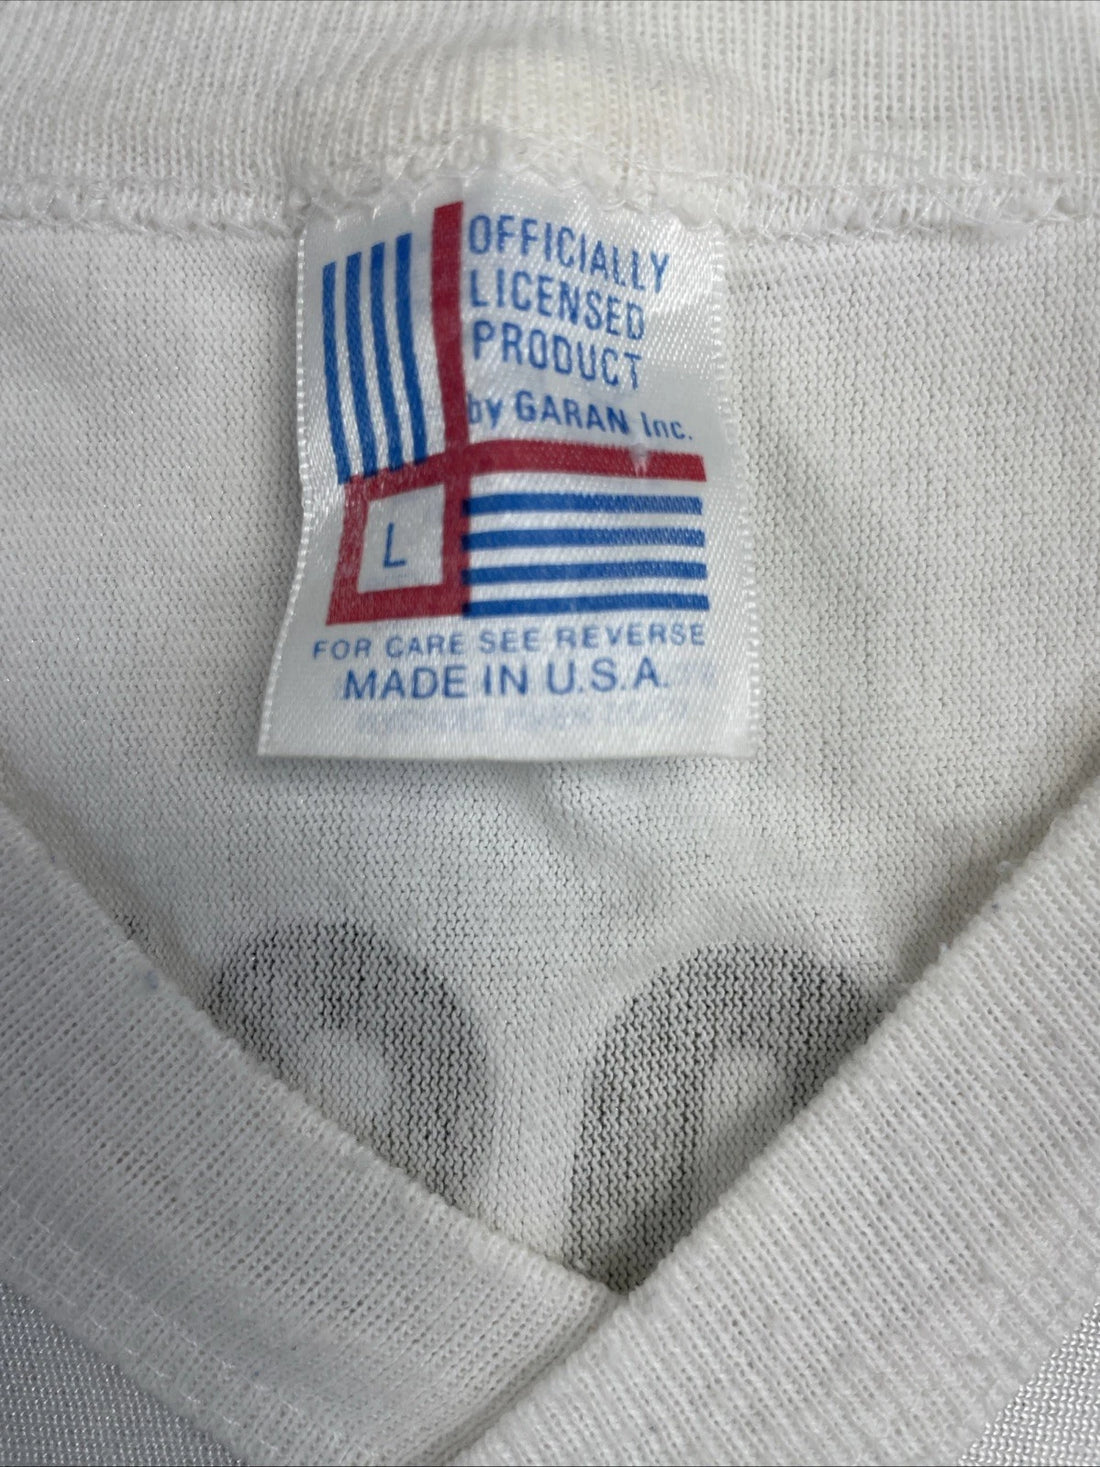 OFFICIALLY
LICENSED
PRODUCT
by GARAN Inc.
L
FOR CARE SEE REVERSE
MADE IN U.S.A.